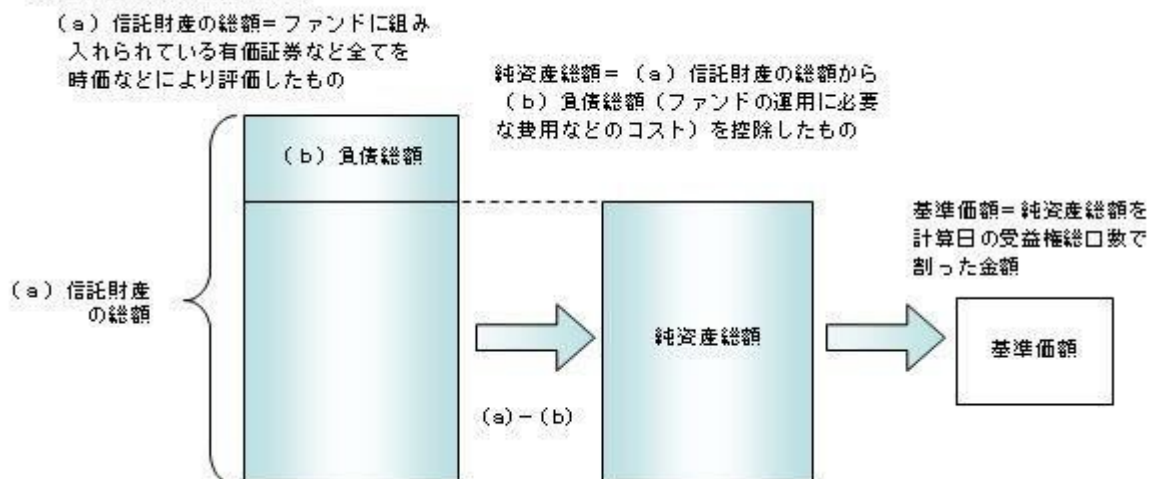 (a)信託財産の総額=ファンドに組み
入れられている有価証券など全てを
時価などにより評価したもの
純資産総額=(a)信託財産の総額から
(b)負債総額(ファンドの運用に必要
な費用などのコスト)を控除したもの
(b)負債総額
基準価額=純資産総額を
計算日の受益権総口数で
割った金額
(a)信託財産
の総額
純資産総額
基準価額
(a)-(b)